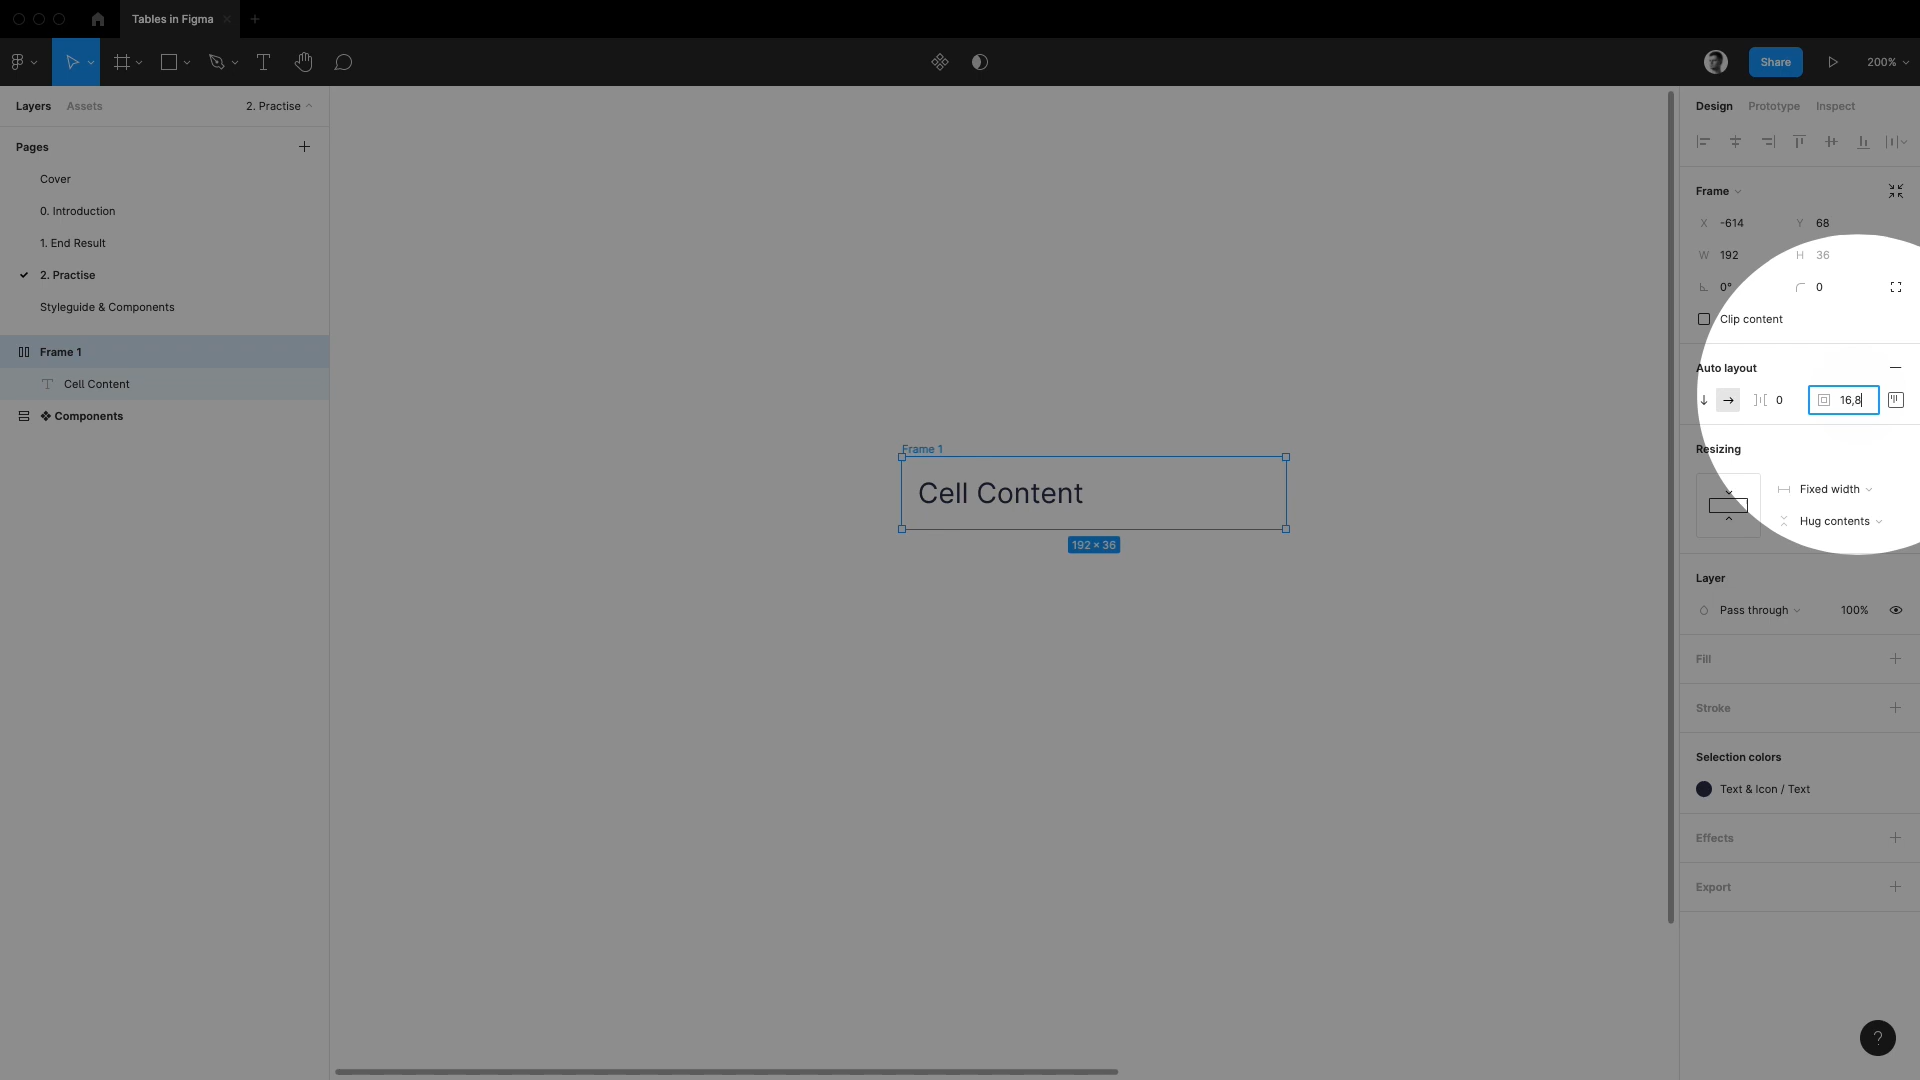 Tables in Figma
Share
200%
Layers Assets 2. Practise
Pages
Cover
0. Introduction
1. End Result
2. Practise
Styleguide & Components
Frame 1
Cell Content
Components
Frame 1
Cell Content
192 × 36
Design Prototype Inspect
Frame
X -614 Y 68
W 192 H 36
0° 0
Clip content
Auto layout
0 16,8
Resizing
Fixed width
Hug contents
Layer
Pass through 100%
Fill
Stroke
Selection colors
Text & Icon / Text
Effects
Export
?